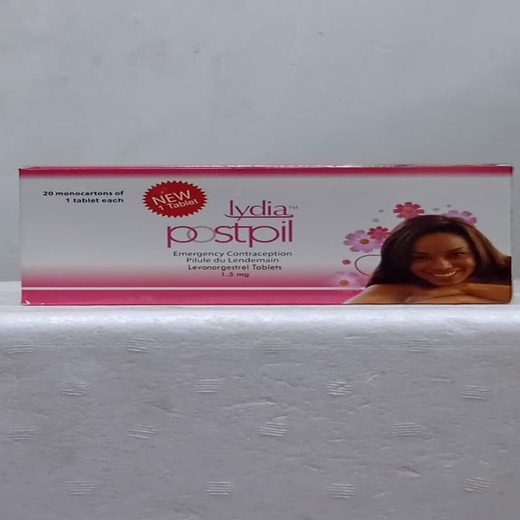 20 monocartons of
1 tablet each
NEW
1 Tablet
lydia™
postpil
Emergency Contraception
Pilule du Lendemain
Levonorgestrel Tablets
1.5 mg